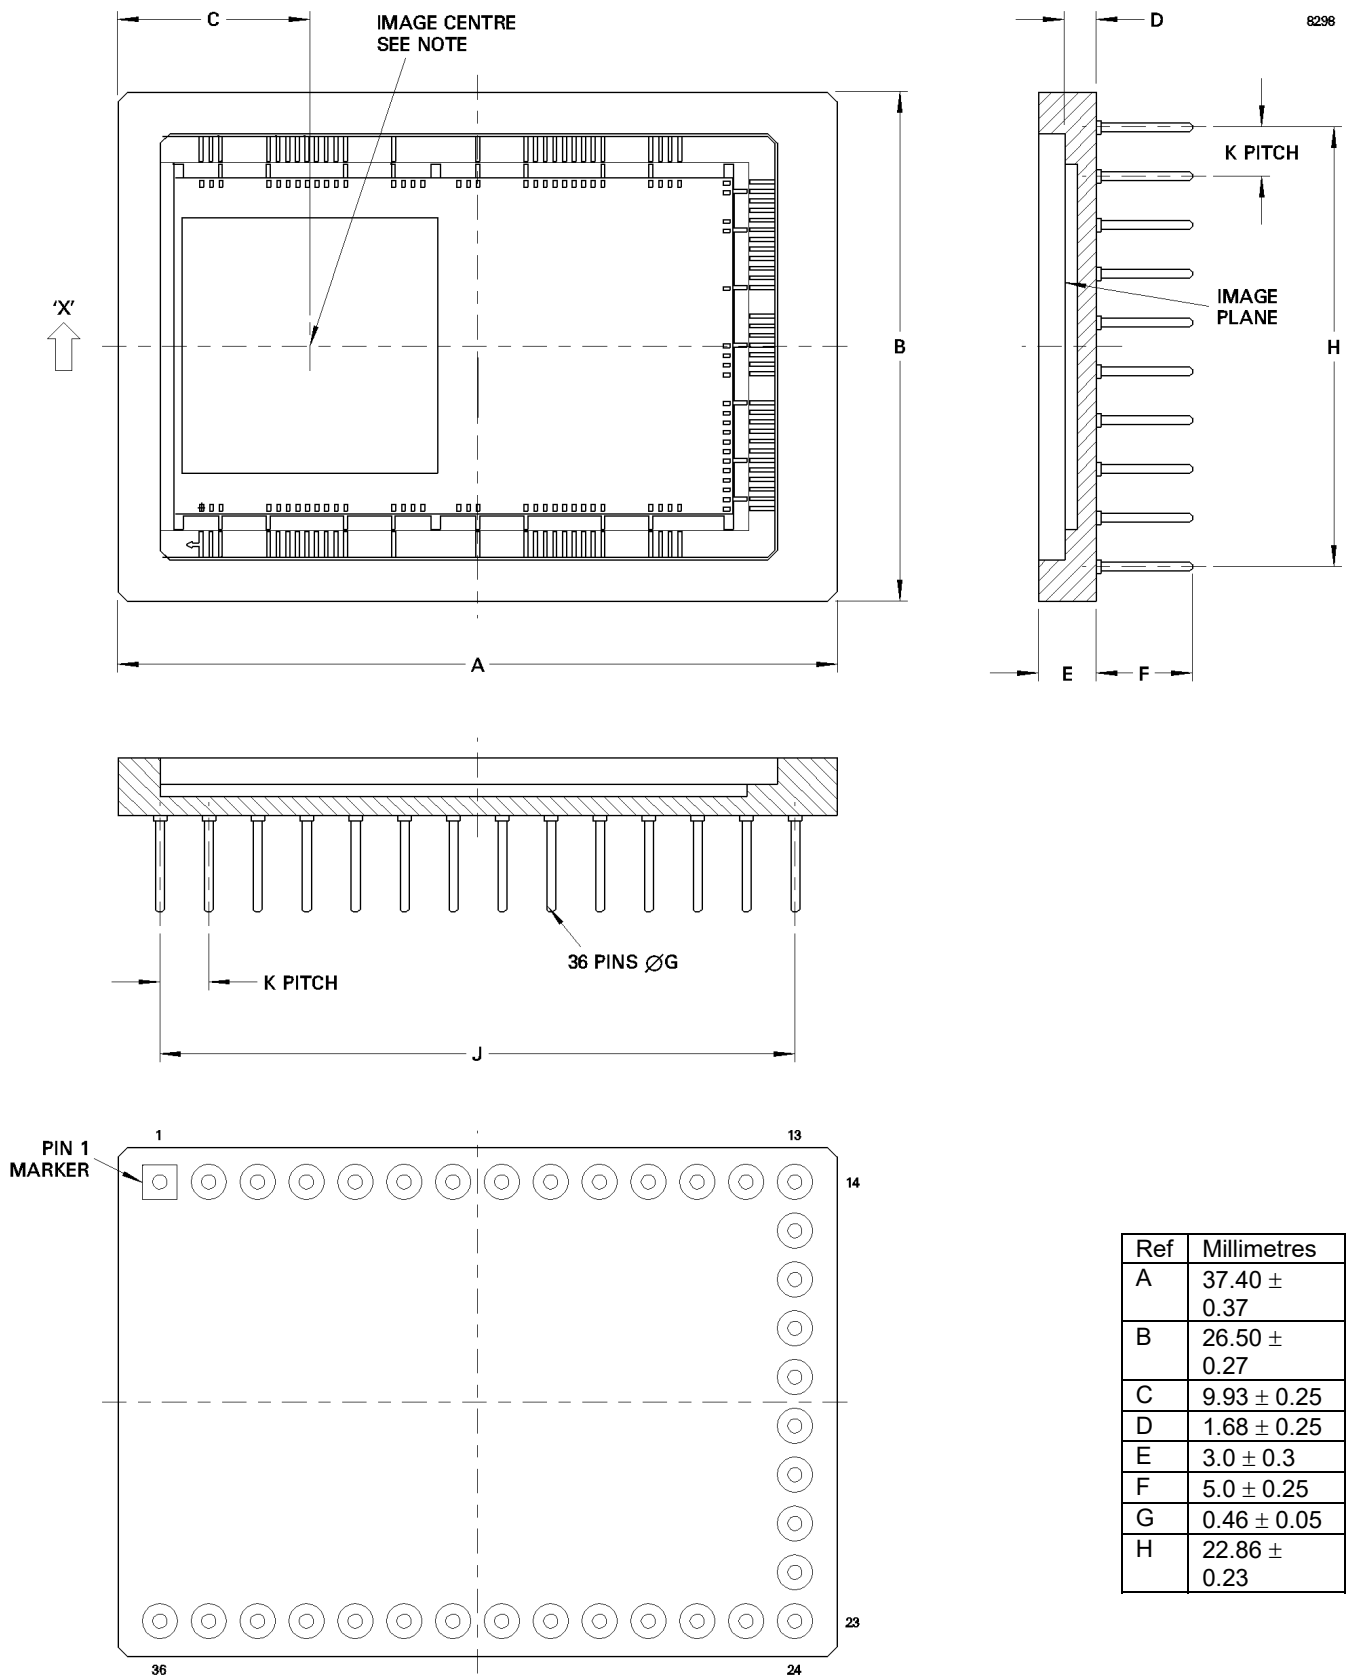 C
IMAGE CENTRE
SEE NOTE
D
8298
K PITCH
'X'
IMAGE
PLANE
B
H
A
E
F
36 PINS ∅G
K PITCH
J
PIN 1
MARKER
1
13
14
23
36
24
Ref Millimetres
A 37.40 ±
0.37
B 26.50 ±
0.27
C 9.93 ± 0.25
D 1.68 ± 0.25
E 3.0 ± 0.3
F 5.0 ± 0.25
G 0.46 ± 0.05
H 22.86 ±
0.23